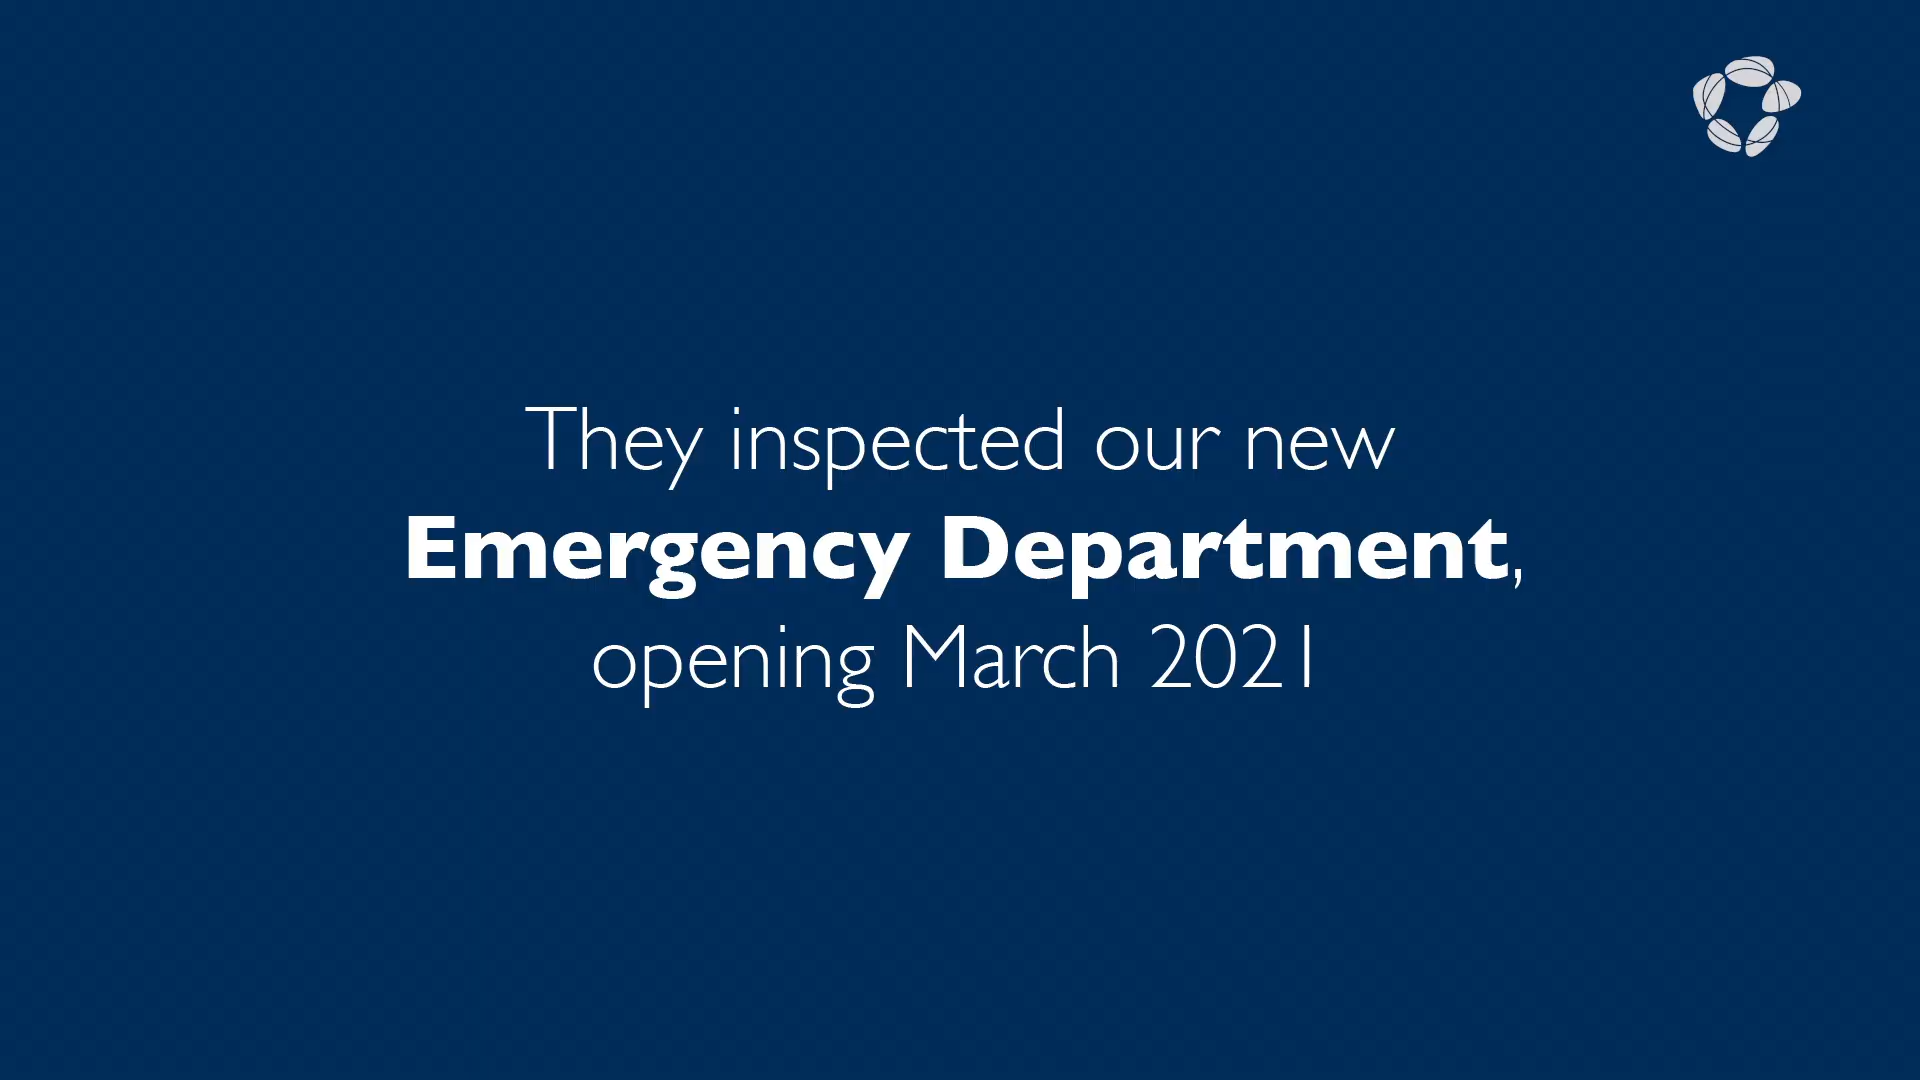 They inspected our new
Emergency Department,
opening March 2021